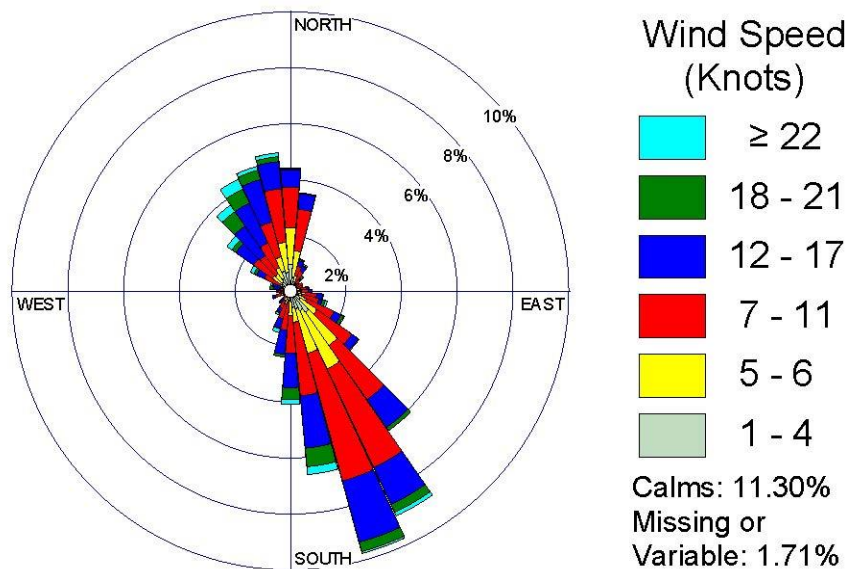 NORTH
10%
8%
6%
4%
2%
WEST
EAST
SOUTH
Wind Speed
(Knots)
≥ 22
18 - 21
12 - 17
7 - 11
5 - 6
1 - 4
Calms: 11.30%
Missing or
Variable: 1.71%